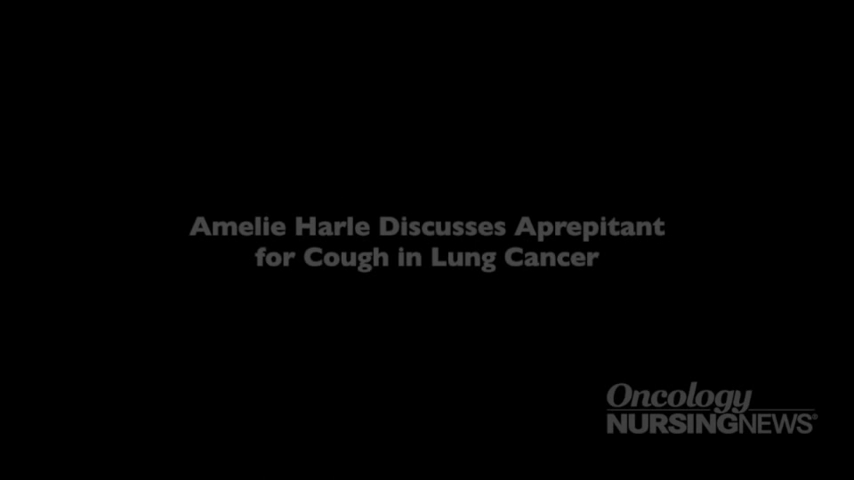 Amelie Harle Discusses Aprepitant
for Cough in Lung Cancer
Oncology
NURSINGNEWS®